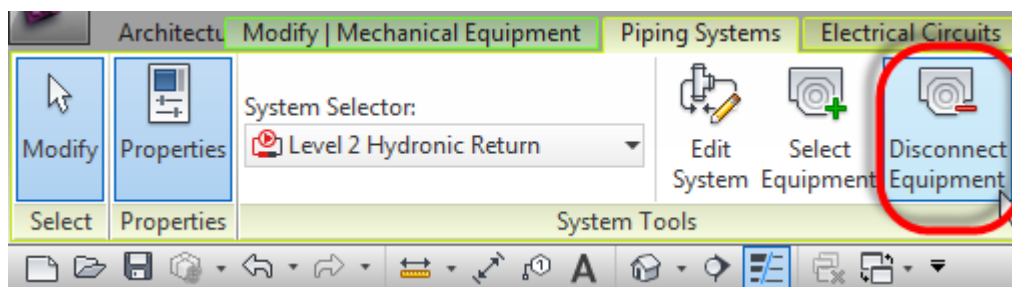 Architectu Modify | Mechanical Equipment Piping Systems Electrical Circuits
System Selector:
Level 2 Hydronic Return
Modify Properties Edit System Select Equipment Disconnect Equipment
Select Properties System Tools
1 A